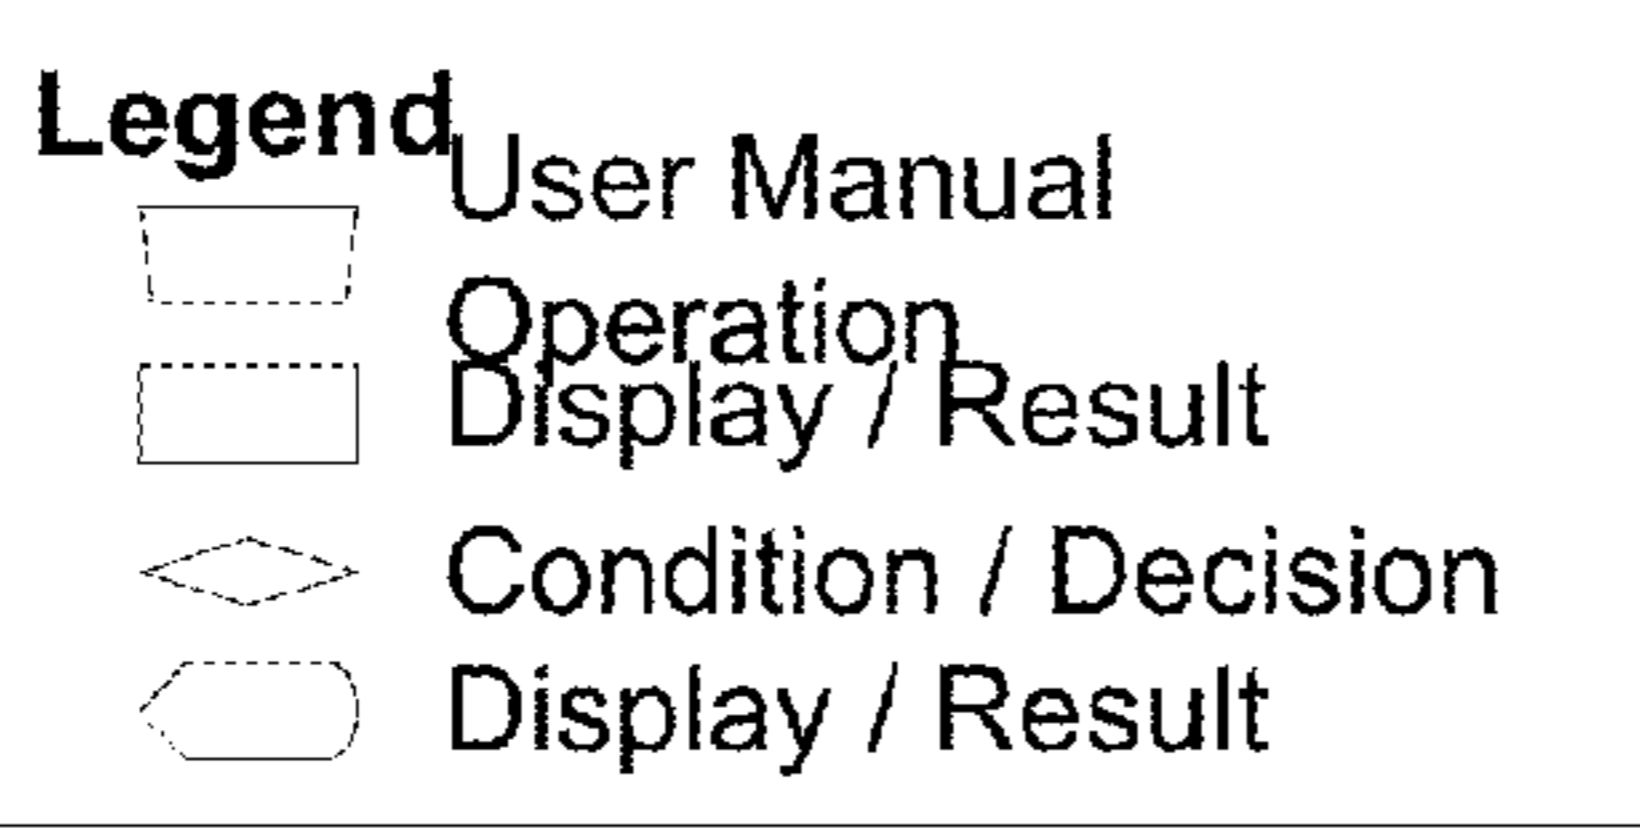 Legend
User Manual
Operation
Display / Result
Condition / Decision
Display / Result